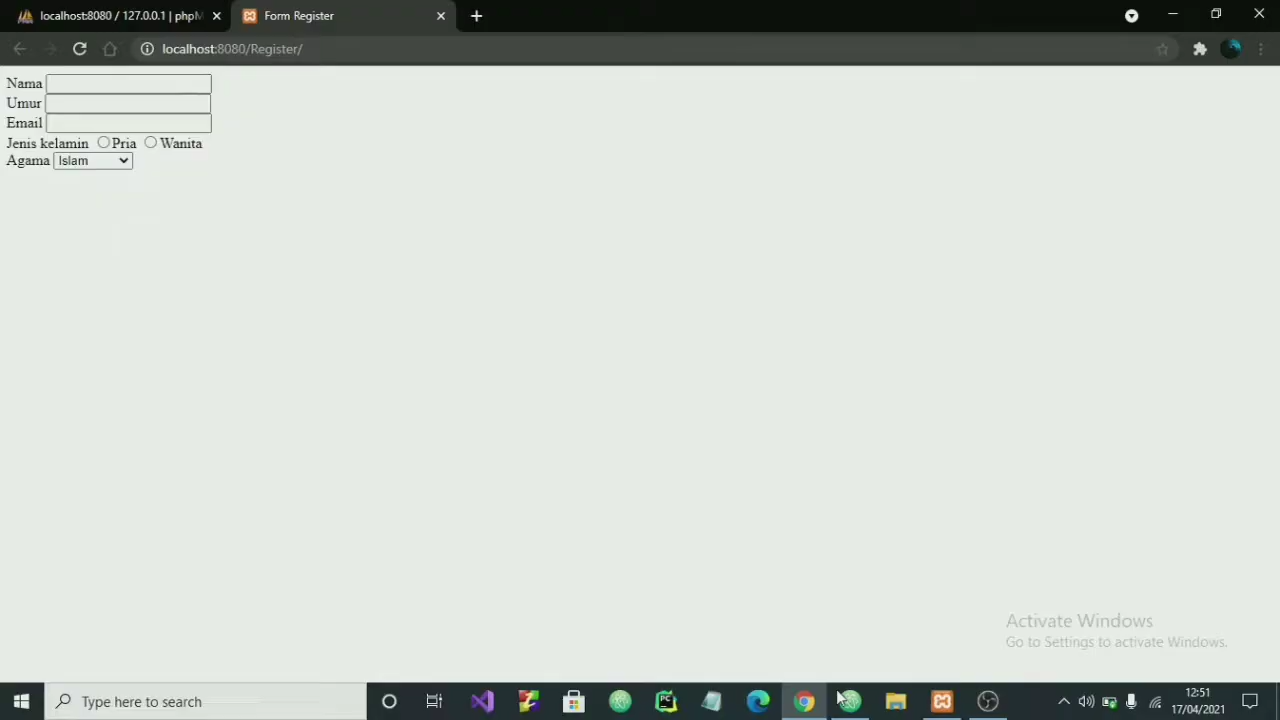 localhost:8080 / 127.0.0.1 | phpM
Form Register
localhost:8080/Register/
Nama
Umur
Email
Jenis kelamin Pria Wanita
Agama Islam
Activate Windows
Go to Settings to activate Windows.
Type here to search
PC
12:51
17/04/2021